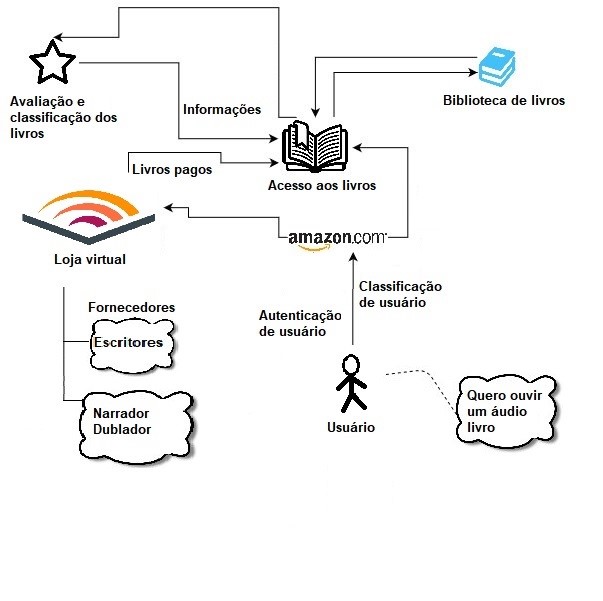 Avaliação e
classificação dos
livros
Informações
Biblioteca de livros
Livros pagos
Acesso aos livros
Loja virtual
amazon.com
Classificação
de usuário
Autenticação
de usuário
Fornecedores
Escritores
Narrador
Dublador
Usuário
Quero ouvir
um áudio
livro